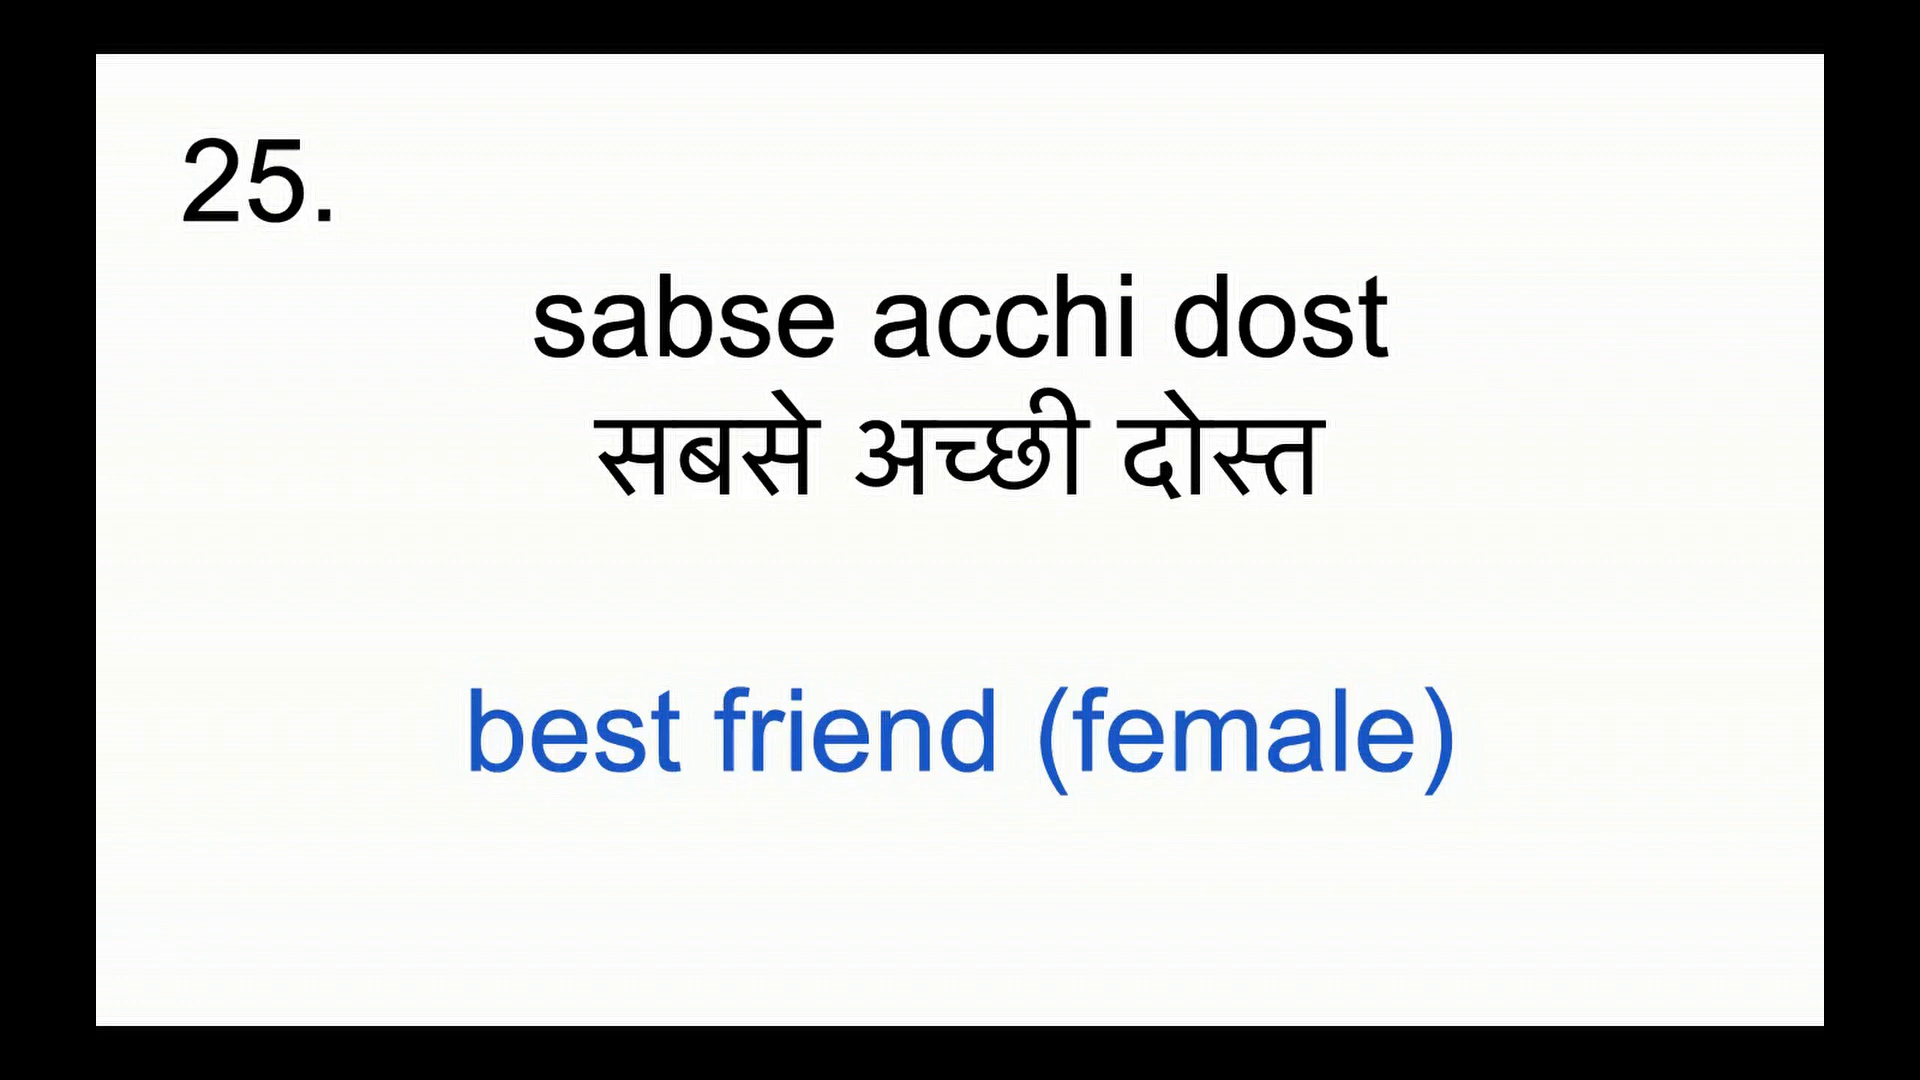 25.
sabse acchi dost
सबसे अच्छी दोस्त
best friend (female)